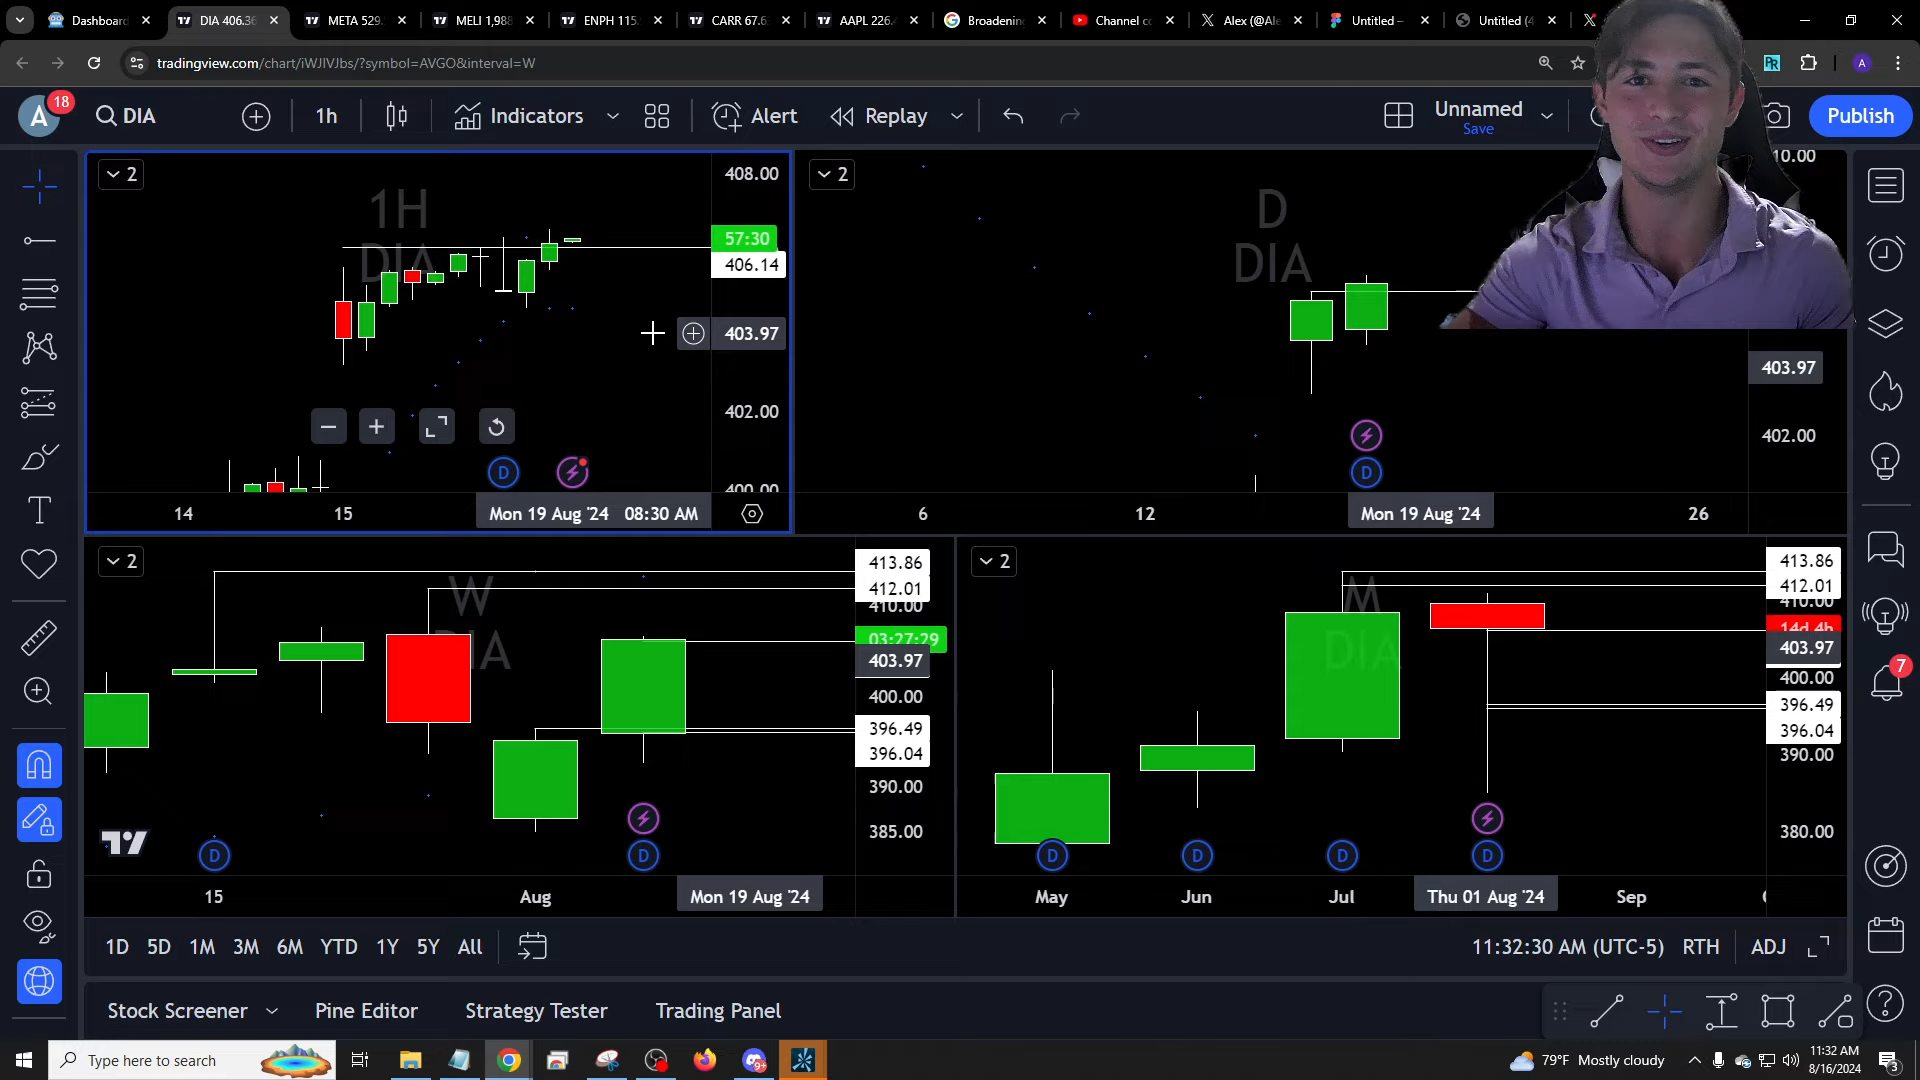 Dashboard
DIA 406.36
META 529.
MELI 1,988
ENPH 115.
CARR 67.6
AAPL 226.
Broadening
Channel c
Alex (@Al
Untitled –
Untitled (4
tradingview.com/chart/iWJIVJbs/?symbol=AVGO&interval=W
PR
A
A
18
DIA
1h
Indicators
Alert
Replay
Unnamed
Save
Publish
2
1H
DIA
408.00
57:30
406.14
403.97
402.00
400.00
D
14
15
Mon 19 Aug '24 08:30 AM
2
D
DIA
403.97
402.00
D
6
12
Mon 19 Aug '24
26
2
W
413.86
412.01
410.00
03:27:29
403.97
400.00
396.49
396.04
390.00
385.00
D
D
15
Aug
Mon 19 Aug '24
2
M
DIA
413.86
412.01
410.00
14d 4h
403.97
400.00
396.49
396.04
390.00
380.00
D
D
D
D
May
Jun
Jul
Thu 01 Aug '24
Sep
7
1D
5D
1M
3M
6M
YTD
1Y
5Y
All
11:32:30 AM (UTC-5)
RTH
ADJ
Stock Screener
Pine Editor
Strategy Tester
Trading Panel
Type here to search
9+
79°F Mostly cloudy
11:32 AM
8/16/2024
3